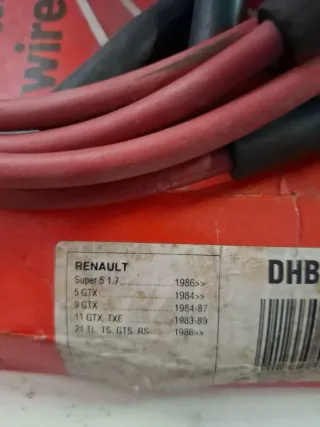 wire
RENAULT
Super 5 1.7 .................... 1986>>
5 GTX .......................... 1984>>
9 GTX .......................... 1984-87
11 GTX, TXE .................. 1983-89
21 TL, TS, GTS, RS ......... 1986>>
DHB